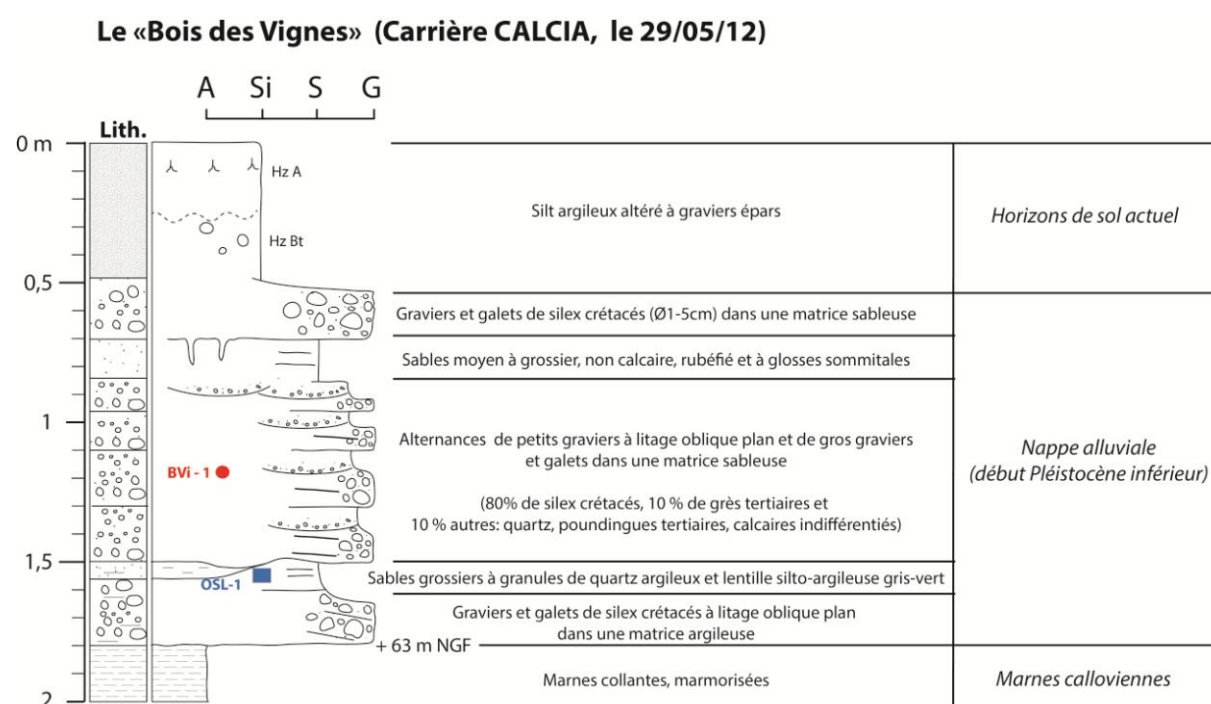 Le «Bois des Vignes» (Carrière CALCIA, le 29/05/12)
A Si S G
Lith.
0 m
Hz A
Silt argileux altéré à graviers épars
Horizons de sol actuel
Hz Bt
0,5
Graviers et galets de silex crétacés (Ø1-5cm) dans une matrice sableuse
Sables moyen à grossier, non calcaire, rubéfié et à glosses sommitales
1
Alternances de petits graviers à litage oblique plan et de gros graviers
et galets dans une matrice sableuse
Nappe alluviale
(début Pléistocène inférieur)
BVi - 1
(80% de silex crétacés, 10 % de grès tertiaires et
10 % autres: quartz, poundingues tertiaires, calcaires indifférentiés)
1,5
OSL-1
Sables grossiers à granules de quartz argileux et lentille silto-argileuse gris-vert
Graviers et galets de silex crétacés à litage oblique plan
dans une matrice argileuse
+ 63 m NGF
Marnes collantes, marmorisées
Marnes calloviennes
2